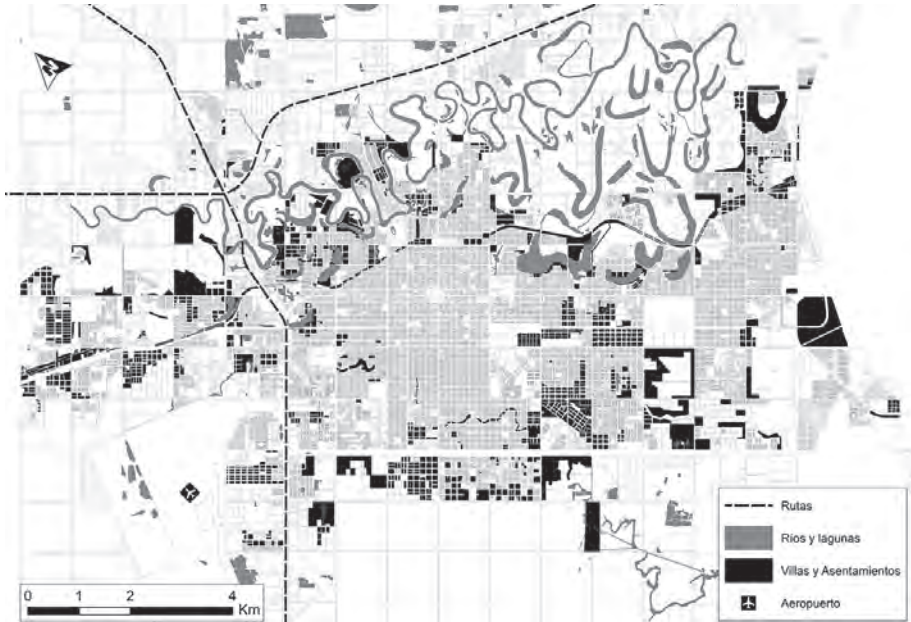 N
Rutas
Ríos y lagunas
Villas y Asentamientos
Aeropuerto
0 1 2 4
Km